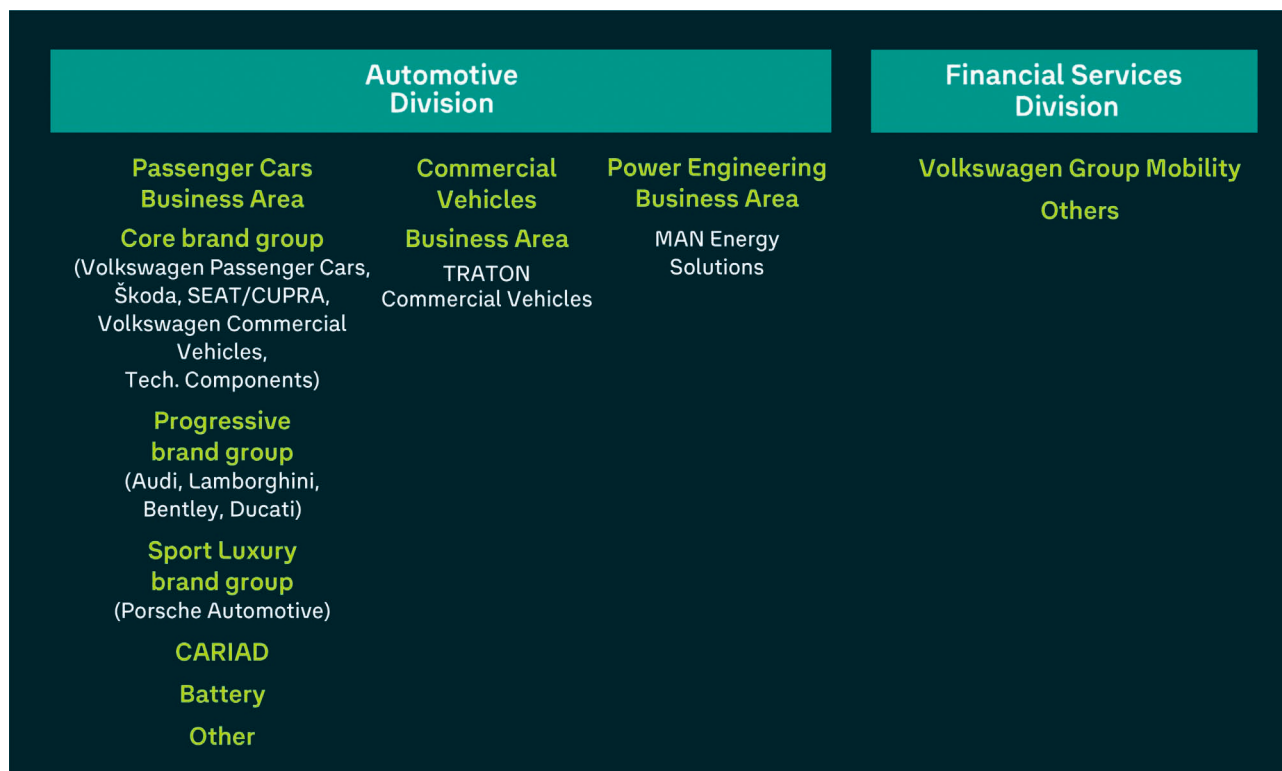 Automotive
Division
Passenger Cars
Business Area
Core brand group
(Volkswagen Passenger Cars,
Škoda, SEAT/CUPRA,
Volkswagen Commercial
Vehicles,
Tech. Components)
Progressive
brand group
(Audi, Lamborghini,
Bentley, Ducati)
Sport Luxury
brand group
(Porsche Automotive)
CARIAD
Battery
Other
Commercial
Vehicles
Business Area
TRATON
Commercial Vehicles
Power Engineering
Business Area
MAN Energy
Solutions
Financial Services
Division
Volkswagen Group Mobility
Others